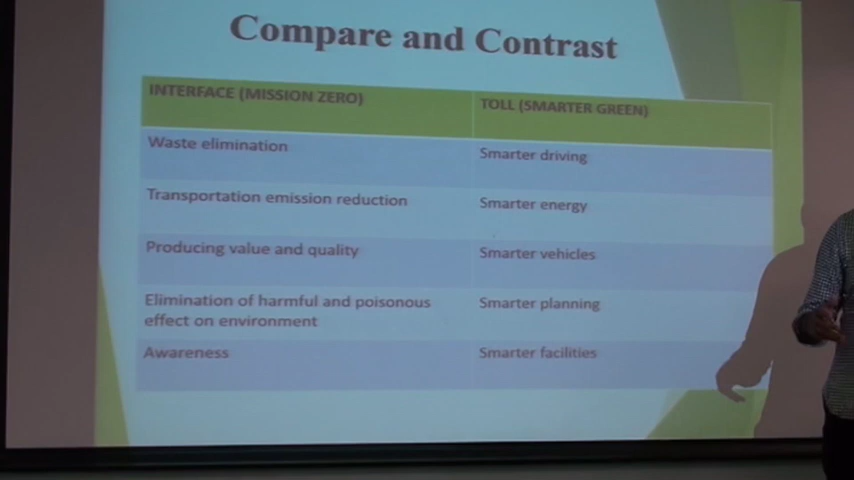 Compare and Contrast
INTERFACE (MISSION ZERO)
TOLL (SMARTER GREEN)
Waste elimination
Smarter driving
Transportation emission reduction
Smarter energy
Producing value and quality
Smarter vehicles
Elimination of harmful and poisonous
effect on environment
Smarter planning
Awareness
Smarter facilities